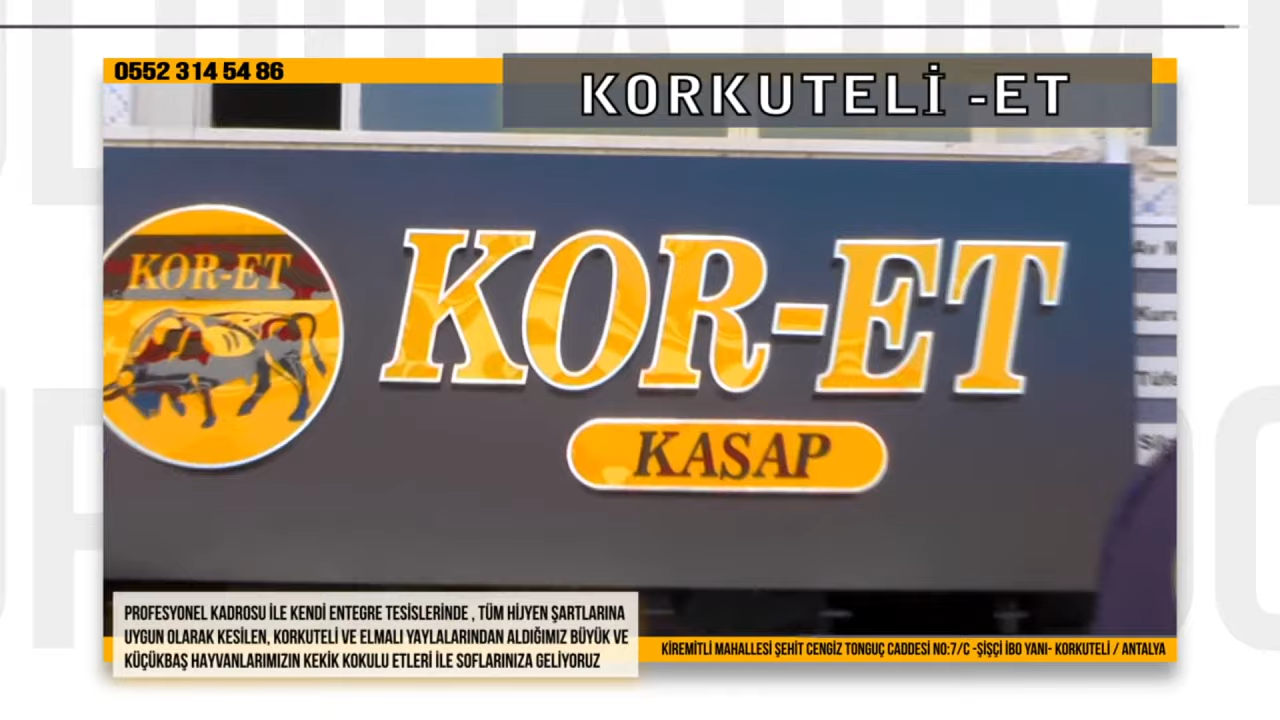 0552 314 54 86
KORKUTELİ -ET
KOR-ET
KOR-ET
KASAP
PROFESYONEL KADROSU İLE KENDİ ENTEGRE TESİSLERİNDE , TÜM HİJYEN ŞARTLARINA
UYGUN OLARAK KESİLEN, KORKUTELİ VE ELMALI YAYLALARINDAN ALDIĞIMIZ BÜYÜK VE
KÜÇÜKBAŞ HAYVANLARIMIZIN KEKİK KOKULU ETLERİ İLE SOFLARINIZA GELİYORUZ
KİREMİTLİ MAHALLESİ ŞEHİT CENGİZ TONGUÇ CADDESİ NO:7/C -ŞİŞÇİ İBO YANI- KORKUTELİ / ANTALYA